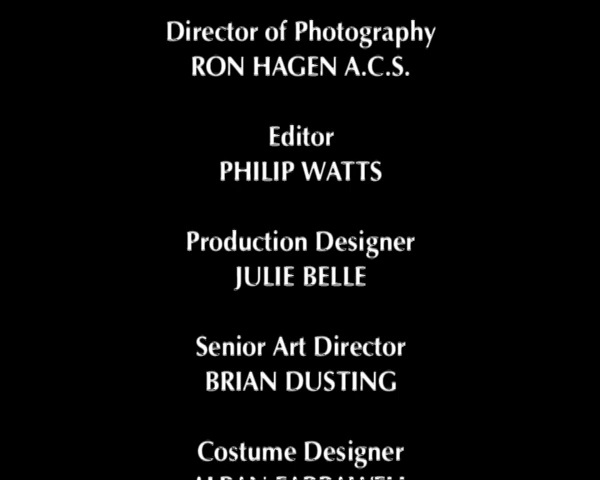 Director of Photography
RON HAGEN A.C.S.
Editor
PHILIP WATTS
Production Designer
JULIE BELLE
Senior Art Director
BRIAN DUSTING
Costume Designer